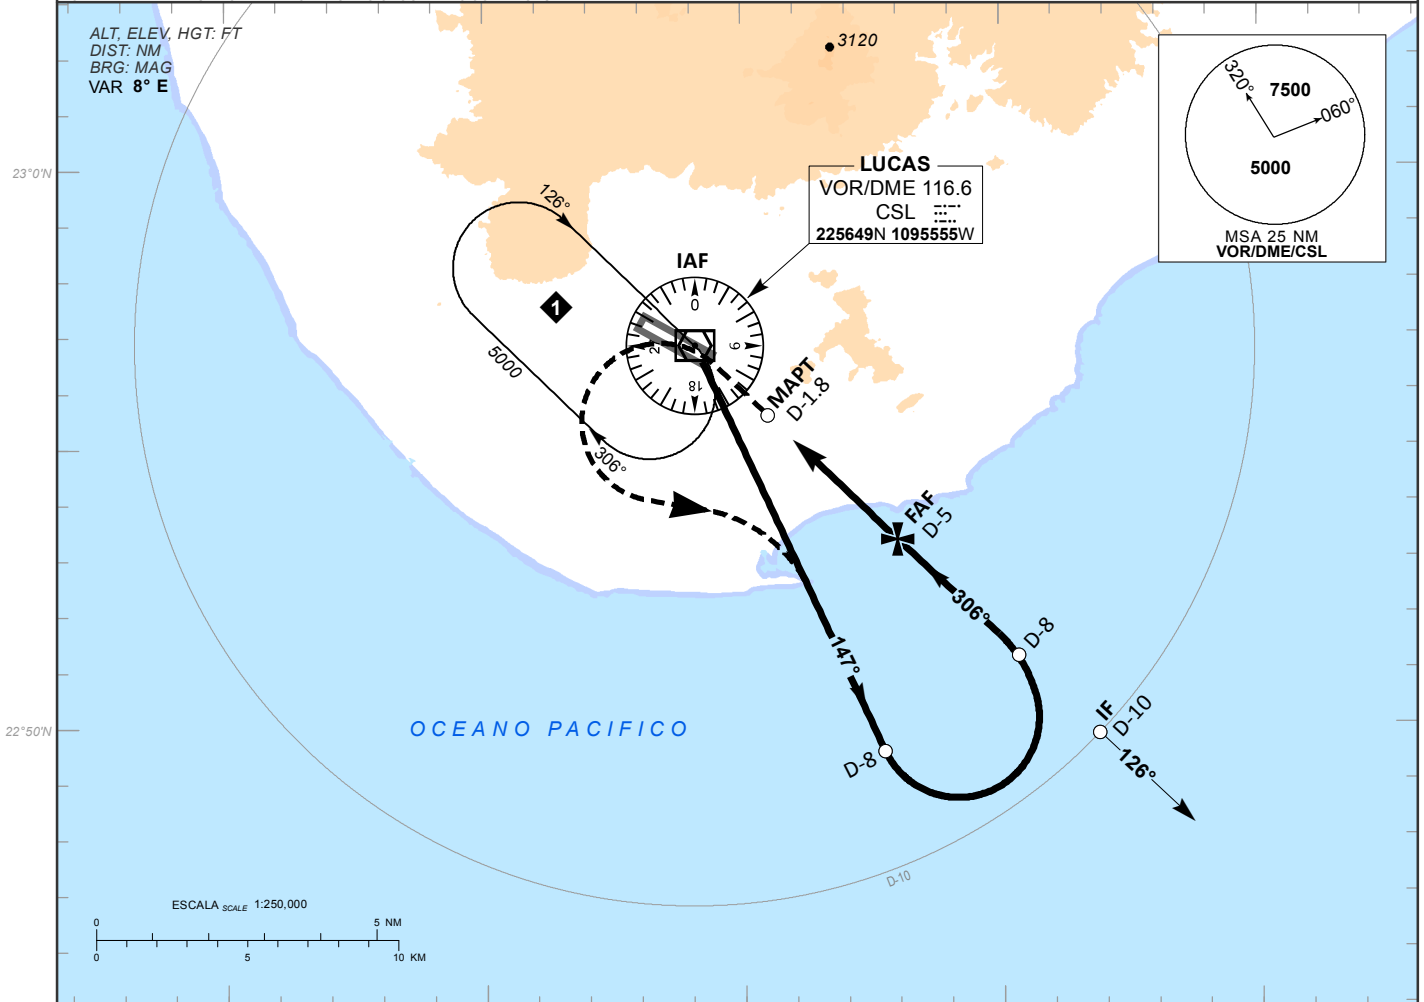 ALT, ELEV, HGT: FT
DIST: NM
BRG: MAG
VAR 8° E
3120
320°
7500
060°
5000
MSA 25 NM
VOR/DME/CSL
23°0'N
LUCAS
VOR/DME 116.6
CSL
225649N 1095555W
126°
IAF
0
9
18
2
1
5000
306°
MAPT
D-1.8
FAF
D-5
306°
D-8
147°
D-8
IF
D-10
126°
OCEANO PACIFICO
22°50'N
D-10
ESCALA SCALE 1:250,000
0 5 NM
0 5 10 KM